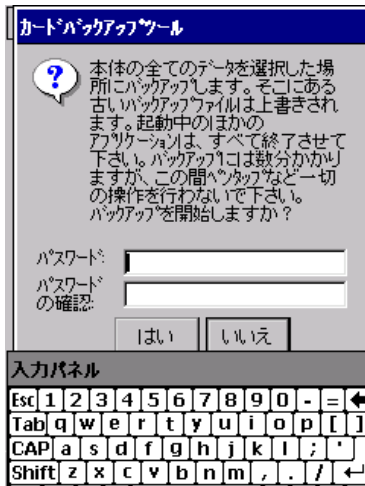 カードバックアップツール
本体の全てのデータを選択した場
所にバックアップします。そこにある
古いバックアップファイルは上書きされ
ます。起動中のほかの
アプリケーションは、すべて終了させて
下さい。バックアップには数分かかり
ますが、この間ペンタップなど一切
の操作を行わないで下さい。
バックアップを開始しますか？
パスワード:
パスワード
の確認:
はい いいえ
入力パネル
Esc 1 2 3 4 5 6 7 8 9 0 - = ←
Tab q w e r t y u i o p [ ]
CAP a s d f g h j k l ; '
Shift z x c v b n m , . / ↵